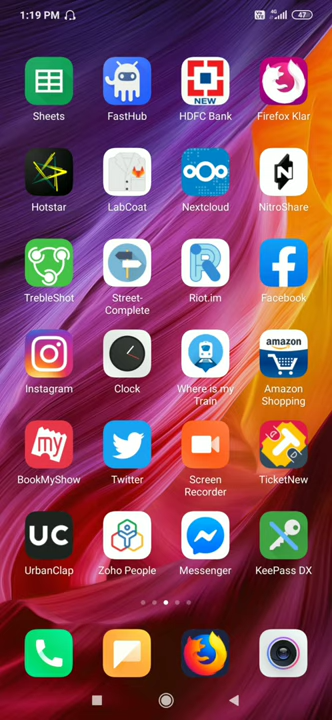 1:19 PM
4G
47
Sheets
FastHub
NEW
HDFC Bank
Firefox Klar
Hotstar
LabCoat
Nextcloud
NitroShare
TrebleShot
Street-
Complete
Riot.im
Facebook
Instagram
Clock
Where is my
Train
amazon
Amazon
Shopping
my
BookMyShow
Twitter
Screen
Recorder
TicketNew
UC
UrbanClap
Zoho People
Messenger
KeePass DX